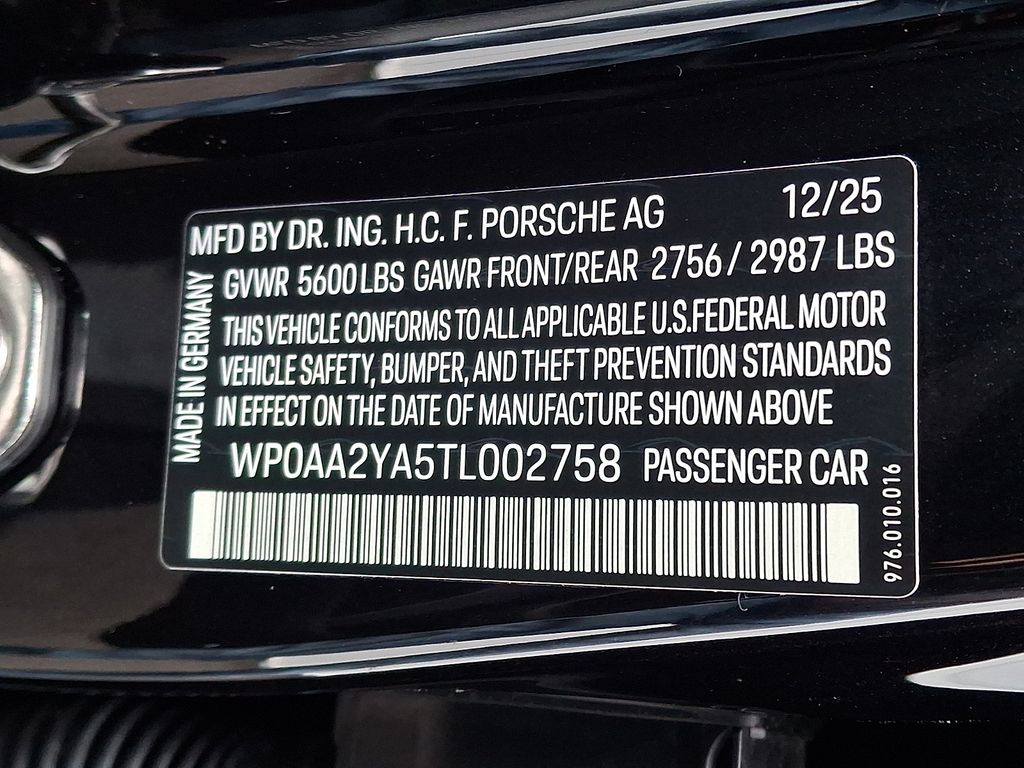 MFD BY DR. ING. H.C. F. PORSCHE AG 12/25
GVWR 5600 LBS GAWR FRONT/REAR 2756 / 2987 LBS
THIS VEHICLE CONFORMS TO ALL APPLICABLE U.S.FEDERAL MOTOR
VEHICLE SAFETY, BUMPER, AND THEFT PREVENTION STANDARDS
IN EFFECT ON THE DATE OF MANUFACTURE SHOWN ABOVE
WP0AA2YA5TL002758 PASSENGER CAR
MADE IN GERMANY
976.010.016